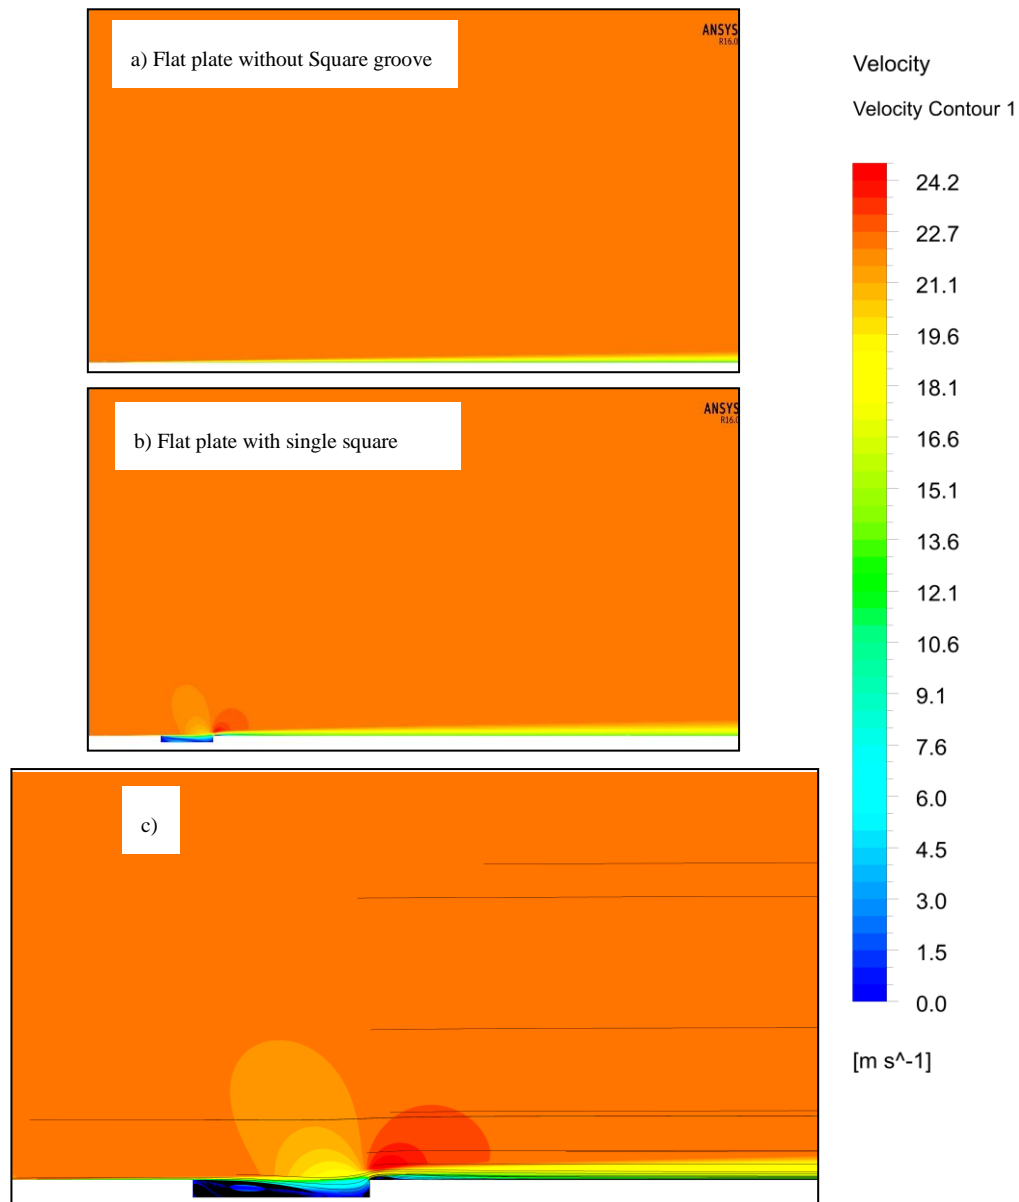 a) Flat plate without Square groove
ANSYS
R16.0
b) Flat plate with single square
ANSYS
R16.0
c)
Velocity
Velocity Contour 1
24.2
22.7
21.1
19.6
18.1
16.6
15.1
13.6
12.1
10.6
9.1
7.6
6.0
4.5
3.0
1.5
0.0
[m s^-1]